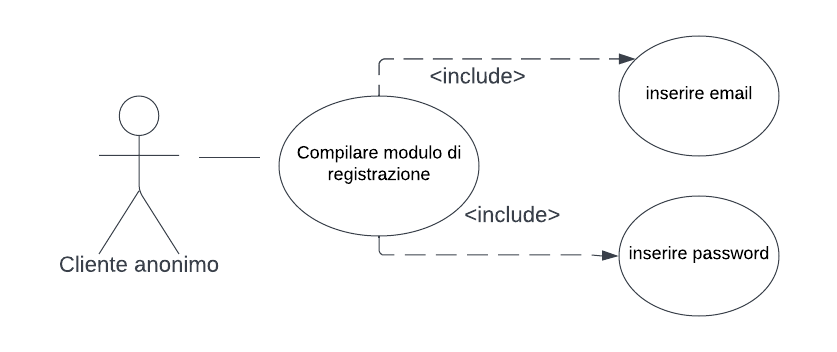 <include>
inserire email
Compilare modulo di
registrazione
<include>
inserire password
Cliente anonimo